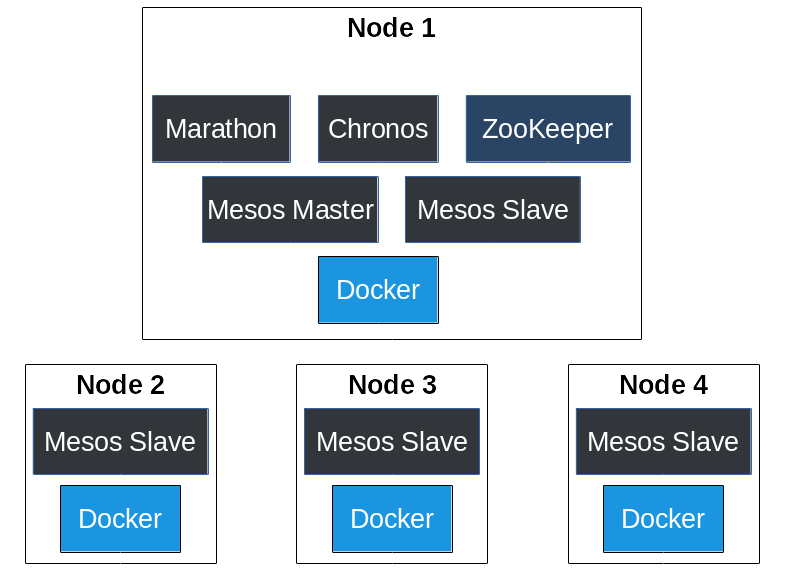 Node 1
Marathon
Chronos
ZooKeeper
Mesos Master
Mesos Slave
Docker
Node 2
Mesos Slave
Docker
Node 3
Mesos Slave
Docker
Node 4
Mesos Slave
Docker